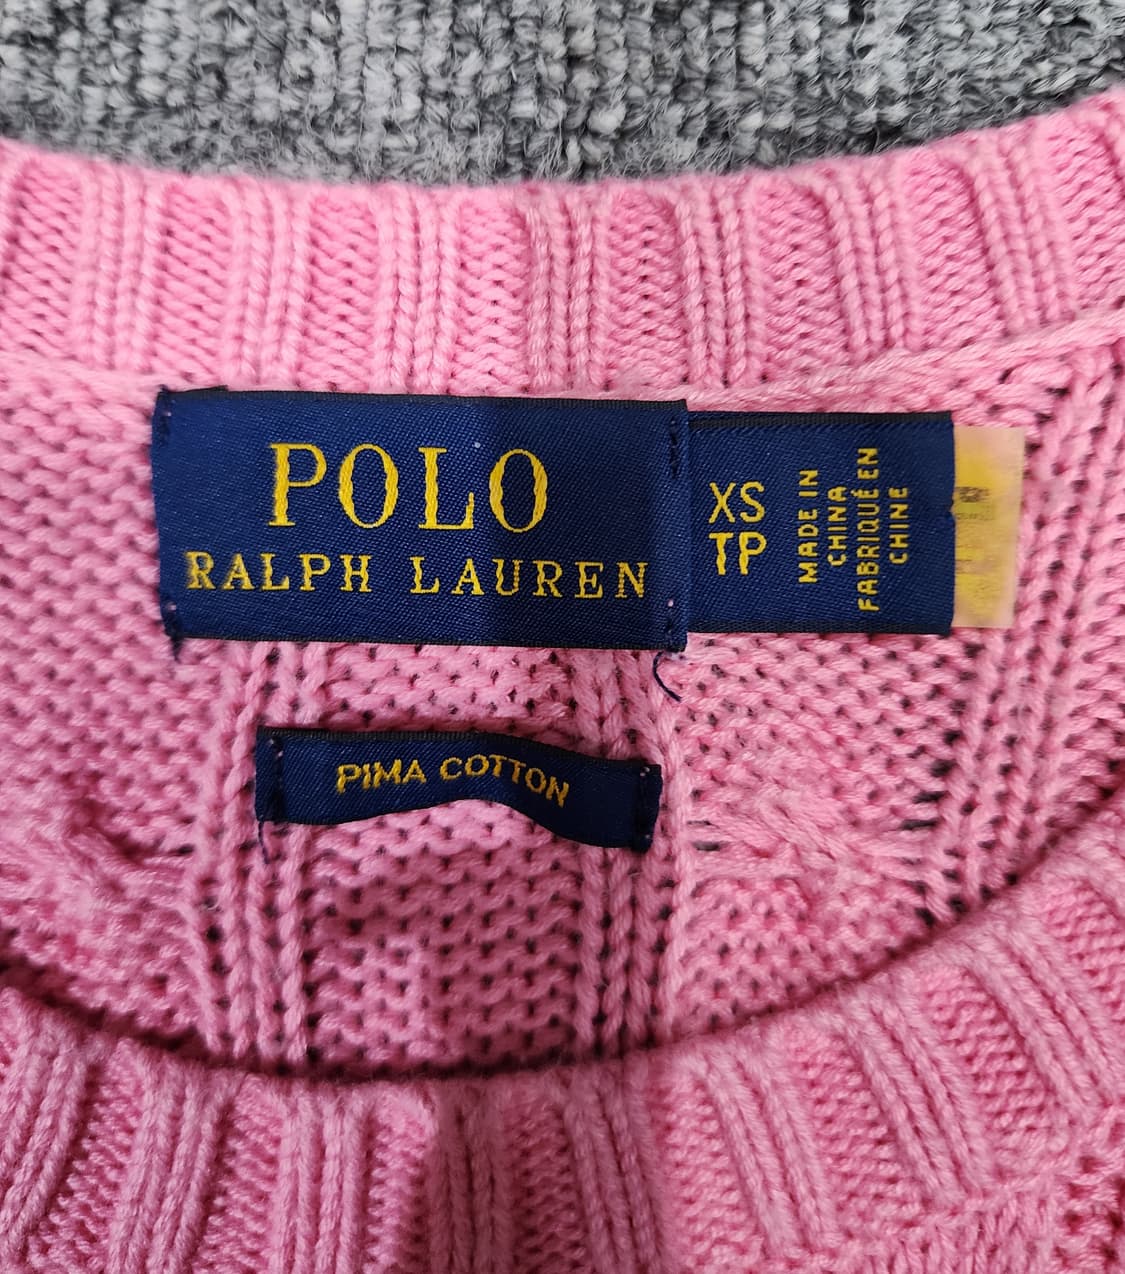 POLO
RALPH LAUREN
XS
TP
MADE IN
CHINA
FABRIQUÉ EN
CHINE
PIMA COTTON